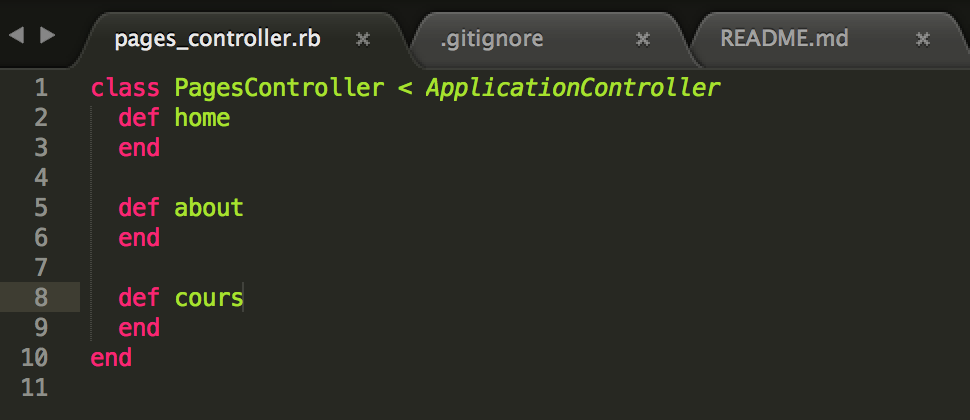 pages_controller.rb × .gitignore × README.md ×
1 class PagesController < ApplicationController
2   def home
3   end
4
5   def about
6   end
7
8   def cours
9   end
10 end
11